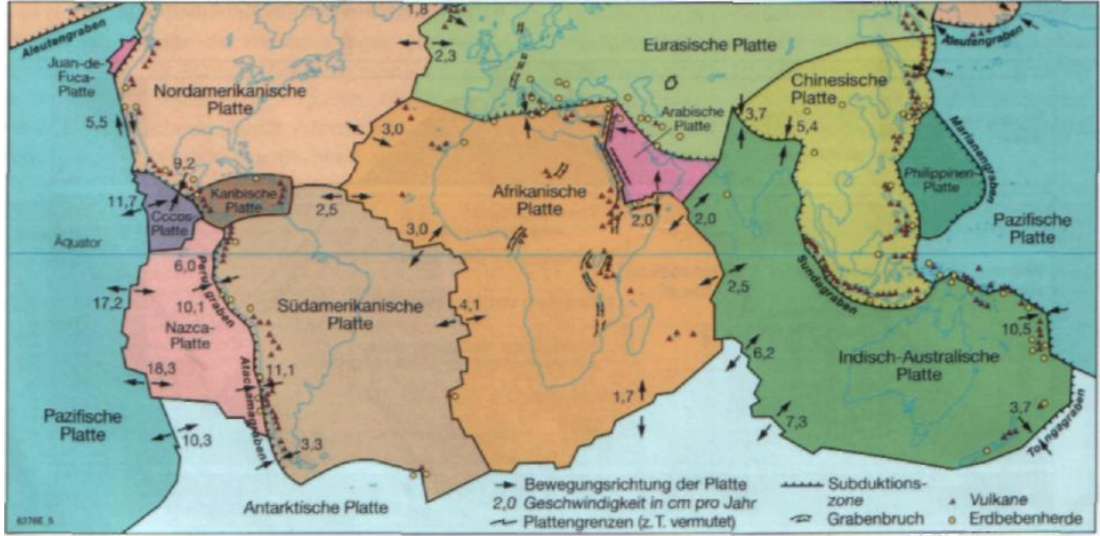 1,8
Aleutengraben
Juan-de-
Fuca-
Platte
2,3
Eurasische Platte
Aleutengraben
Nordamerikanische
Platte
Chinesische
Platte
5,5
3,0
Arabische
Platte
3,7
5,4
Marianengraben
9,2
Karibische
Platte
11,7
Cocos-
Platte
2,5
Afrikanische
Platte
2,0
2,0
Philippinen-
Platte
Pazifische
Platte
Äquator
3,0
6,0
Perugraben
Sundagraben
17,2
10,1
Nazca-
Platte
Südamerikanische
Platte
4,1
2,5
10,5
18,3
11,1
Atacamagraben
6,2
Indisch-Australische
Platte
1,7
Pazifische
Platte
10,3
3,3
7,3
3,7
Tongagraben
Antarktische Platte
Bewegungsrichtung der Platte
2,0 Geschwindigkeit in cm pro Jahr
Plattengrenzen (z.T. vermutet)
Subduktions-
zone
Grabenbruch
Vulkane
Erdbebenherde
6276E_5